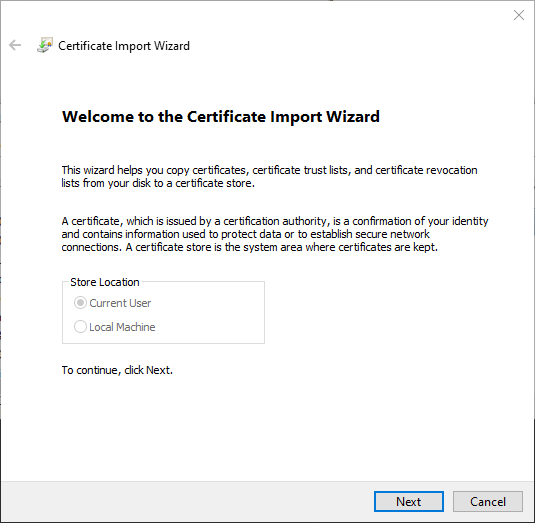 Certificate Import Wizard
Welcome to the Certificate Import Wizard
This wizard helps you copy certificates, certificate trust lists, and certificate revocation
lists from your disk to a certificate store.
A certificate, which is issued by a certification authority, is a confirmation of your identity
and contains information used to protect data or to establish secure network
connections. A certificate store is the system area where certificates are kept.
Store Location
Current User
Local Machine
To continue, click Next.
Next
Cancel